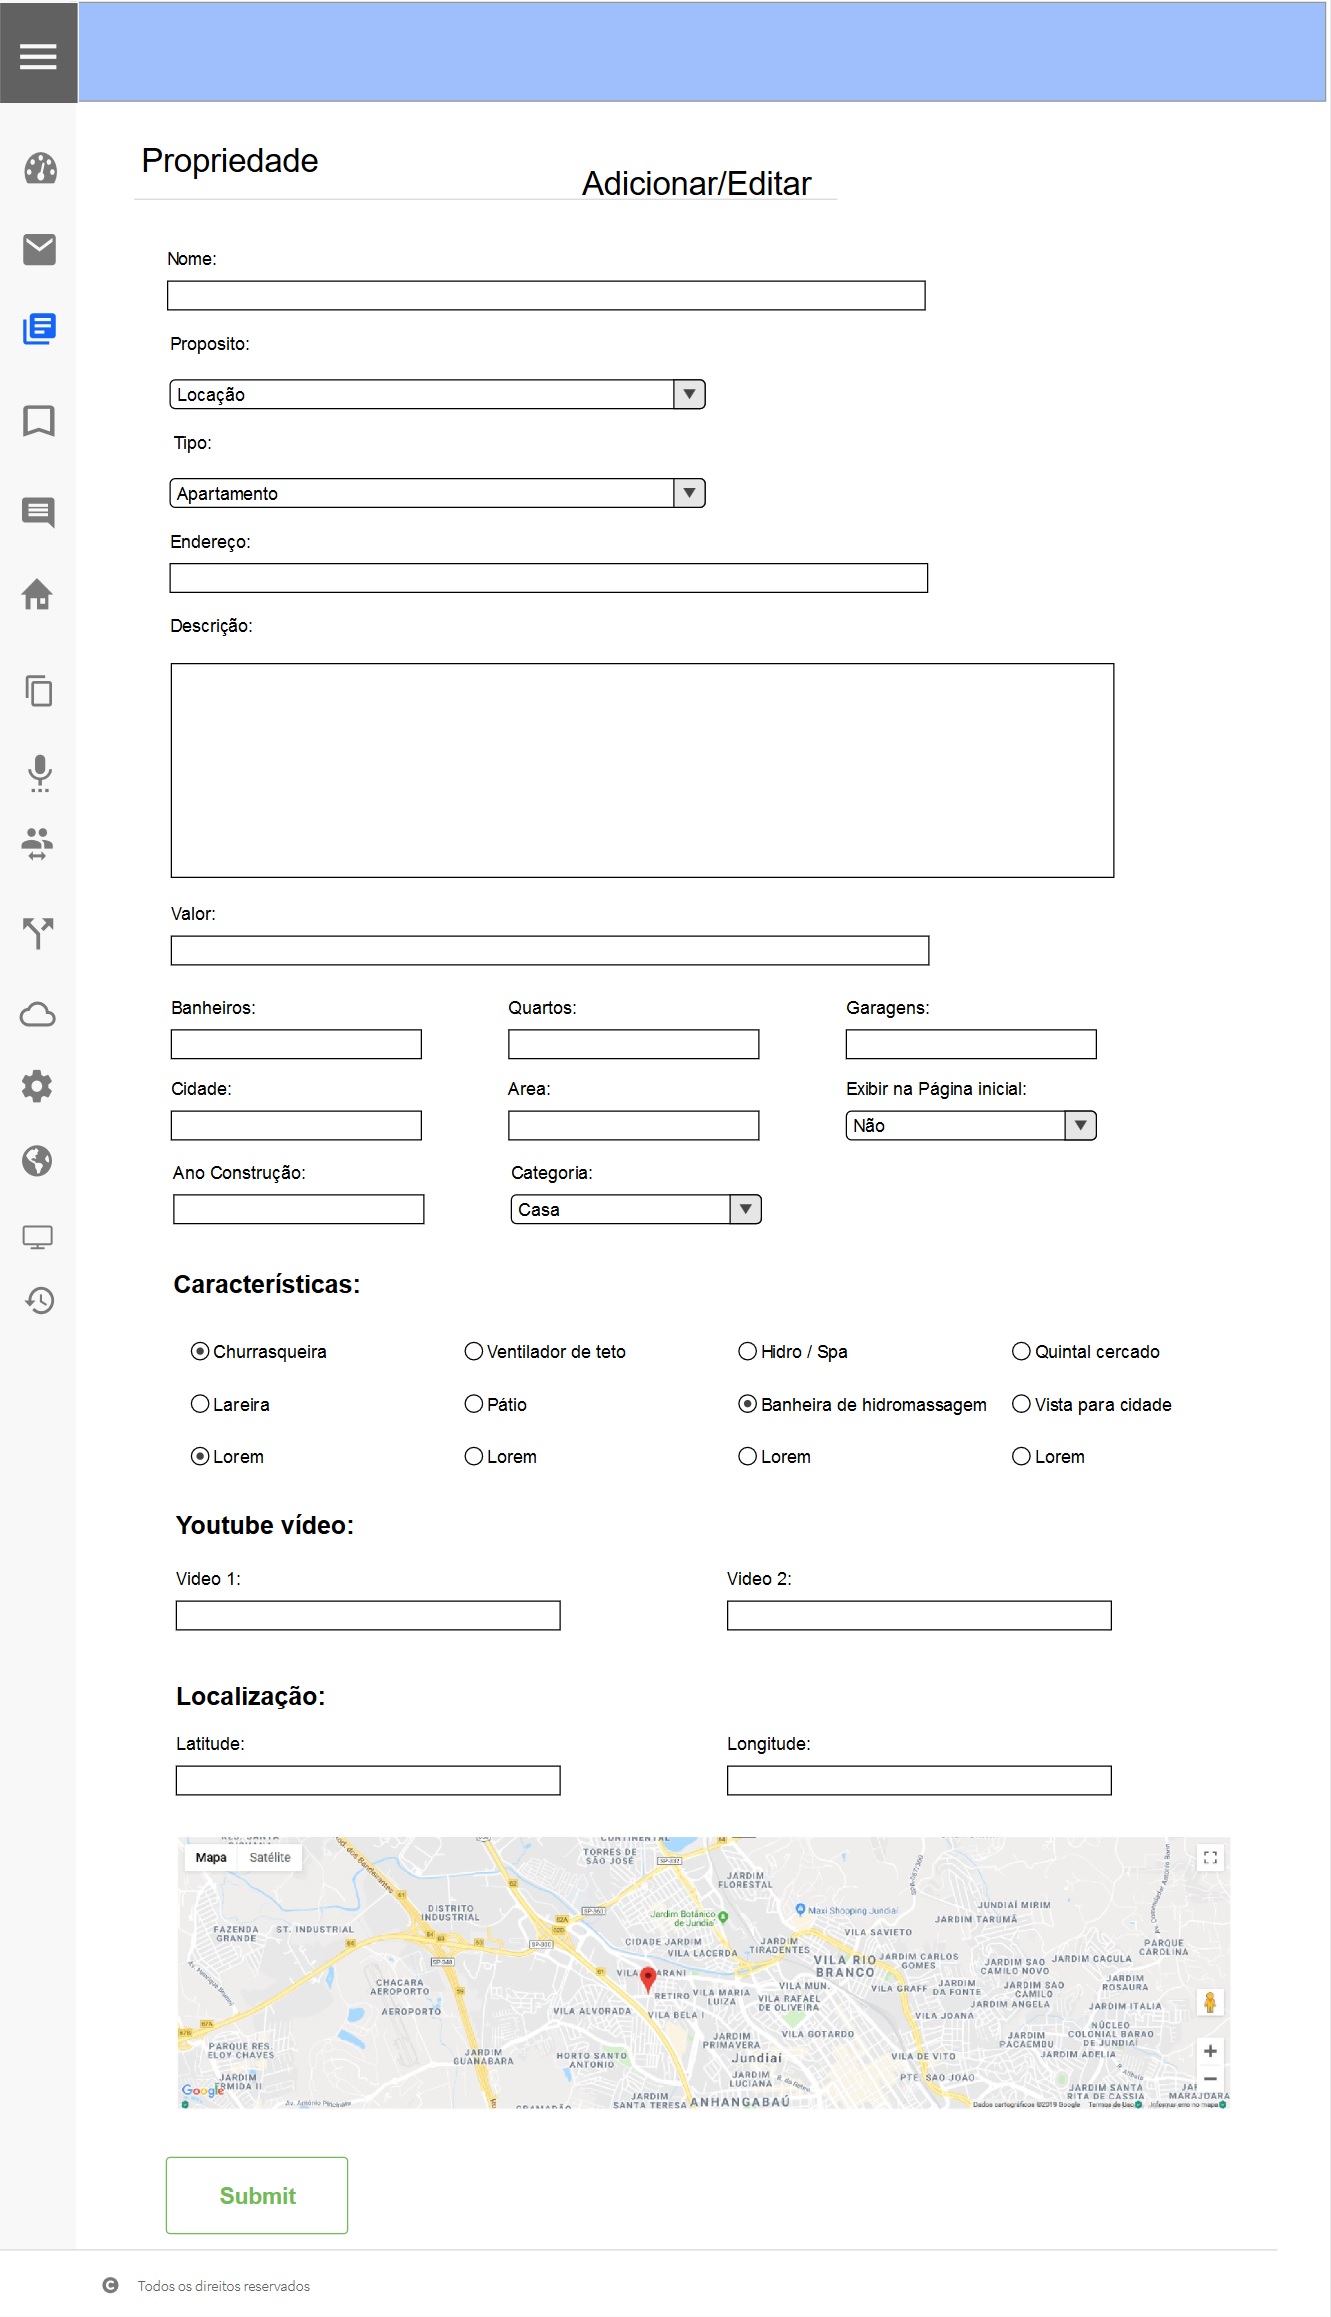 Propriedade
Adicionar/Editar
Nome:
Proposito:
Locação
Tipo:
Apartamento
Endereço:
Descrição:
Valor:
Banheiros: Quartos: Garagens:
Cidade: Area: Exibir na Página inicial:
Não
Ano Construção: Categoria:
Casa
Características:
Churrasqueira Ventilador de teto Hidro / Spa Quintal cercado
Lareira Pátio Banheira de hidromassagem Vista para cidade
Lorem Lorem Lorem Lorem
Youtube vídeo:
Video 1: Video 2:
Localização:
Latitude: Longitude:
Mapa Satélite
CONTINENTAL
TORRES DE
SÃO JOSÉ
JARDIM
FLORESTAL
DISTRITO
INDUSTRIAL
Jardim Botânico
de Jundiaí
Maxi Shopping Jundiaí
JUNDIAÍ MIRIM
JARDIM TARUMÃ
FAZENDA
GRANDE
ST. INDUSTRIAL
CIDADE JARDIM
VILA LACERDA
JARDIM
TIRADENTES
VILA SAVIETO
PARQUE
CAROLINA
VILA RIO
BRANCO
JARDIM CARLOS
GOMES
JARDIM SAO
CAMILO NOVO
JARDIM CACULA
CHACARA
AEROPORTO
AEROPORTO
RETIRO
VILA MARIA
LUIZA
VILA MUN.
VILA RAFAEL
DE OLIVEIRA
VILA GRAFF
JARDIM
DA FONTE
JARDIM SAO
CAMILO
JARDIM
ROSAURA
JARDIM ANGELA
JARDIM ITALIA
VILA ALVORADA
VILA BELA I
VILA JOANA
PARQUE RES.
ELOY CHAVES
JARDIM
GUANABARA
HORTO SANTO
ANTONIO
JARDIM
PRIMAVERA
VILA GOTARDO
Jundiaí
VILA DE VITO
JARDIM
PACAEMBU
NÚCLEO
COLONIAL BARAO
DE JUNDIAÍ
JARDIM ADELIA
JARDIM
ERMIDA II
JARDIM
LUCIANA
PTE. SAO JOAO
JARDIM SANTA
RITA DE CASSIA
Google
JARDIM
SANTA TERESA
ANHANGABAÚ
Av. Antônio Pincinato
Dados cartográficos ©2019 Google Termos de Uso Informar erro no mapa
Submit
Todos os direitos reservados